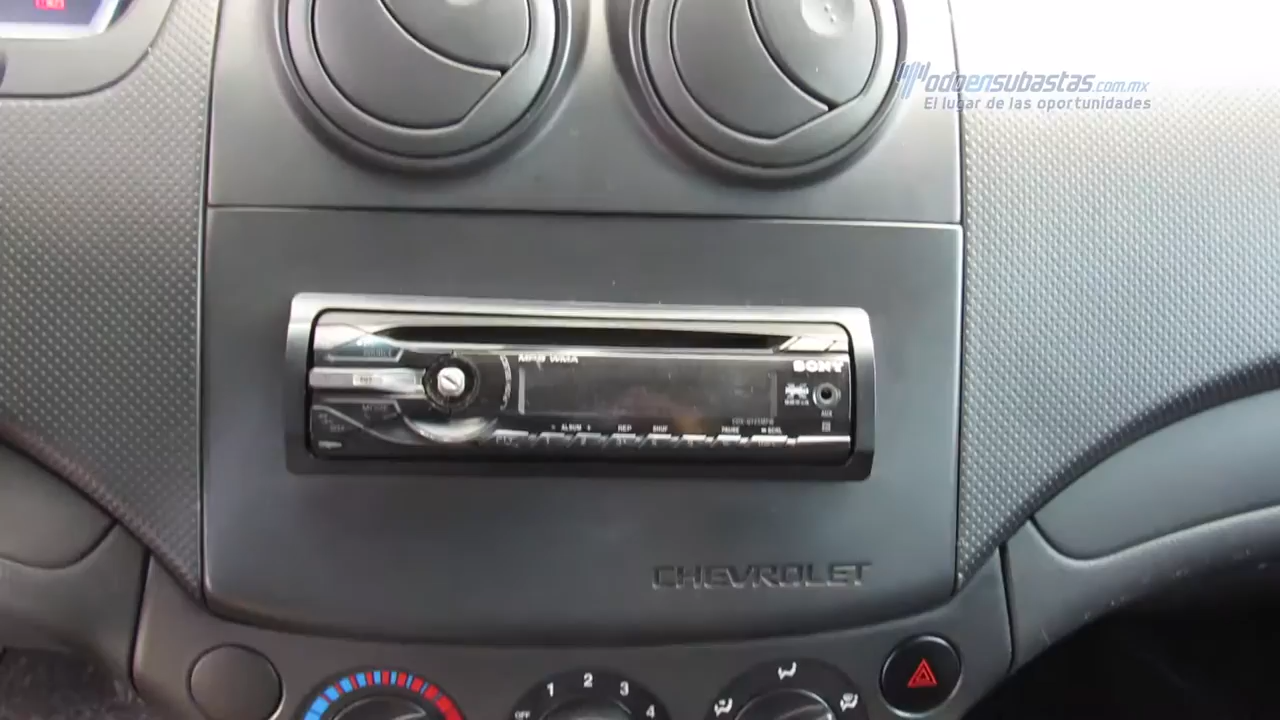 odoensubastas.com.mx
El lugar de las oportunidades
MP3 WMA
SONY
AUX
- ALBUM +
REP
SHUF
PAUSE
CHEVROLET
OFF 1 2 3 4